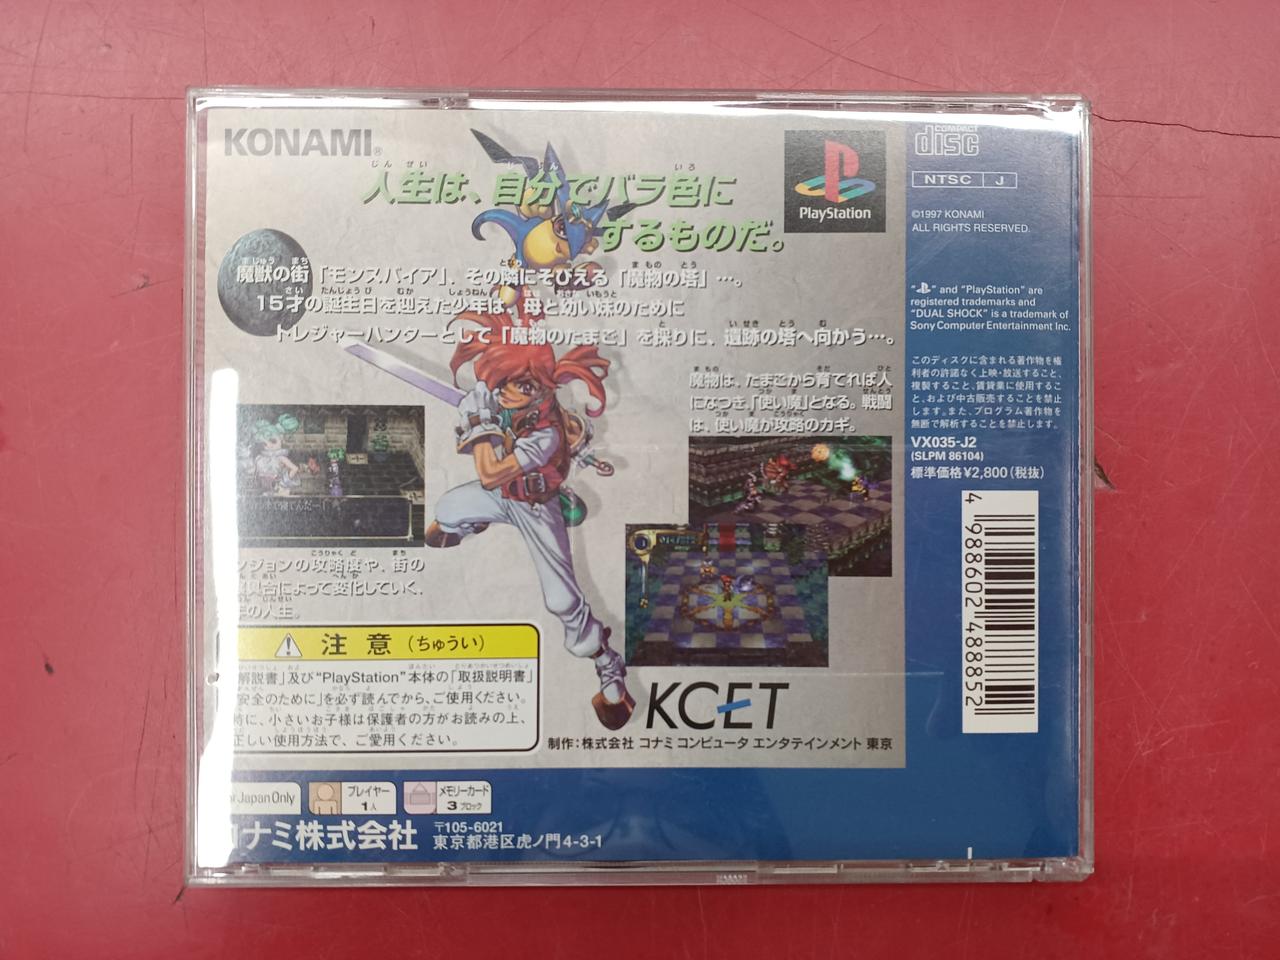 KONAMI®
人生は、自分でバラ色に
するものだ。
魔獣の街「モンスバイア」、その隣にそびえる「魔物の塔」…。
15才の誕生日を迎えた少年は、母と幼い妹のために
トレジャーハンターとして「魔物のたまご」を採りに、遺跡の塔へ向かう…。
魔物は、たまごから育てれば人
になつき、「使い魔」となる。戦闘
は、使い魔が攻略のカギ。
ンジョンの攻略度や、街の
具合によって変化していく、
年の人生。
注意(ちゅうい)
解説書」及び“PlayStation”本体の「取扱説明書」
安全のために」を必ず読んでから、ご使用ください。
特に、小さいお子様は保護者の方がお読みの上、
正しい使用方法で、ご愛用ください。
KCET
制作:株式会社 コナミ コンピュータ エンタテインメント 東京
Japan Only
プレイヤー
1人
メモリーカード
3ブロック
コナミ株式会社
〒105-6021
東京都港区虎ノ門4-3-1
PlayStation
COMPACT
disc
NTSC J
©1997 KONAMI
ALL RIGHTS RESERVED.
" " and "PlayStation" are
registered trademarks and
"DUAL SHOCK" is a trademark of
Sony Computer Entertainment Inc.
このディスクに含まれる著作物を権
利者の許諾なく上映・放送すること、
複製すること、賃貸業に使用するこ
と、および中古販売することを禁止
します。また、プログラム著作物を
無断で解析することを禁止します。
VX035-J2
(SLPM 86104)
標準価格¥2,800(税抜)
4 988602 488852